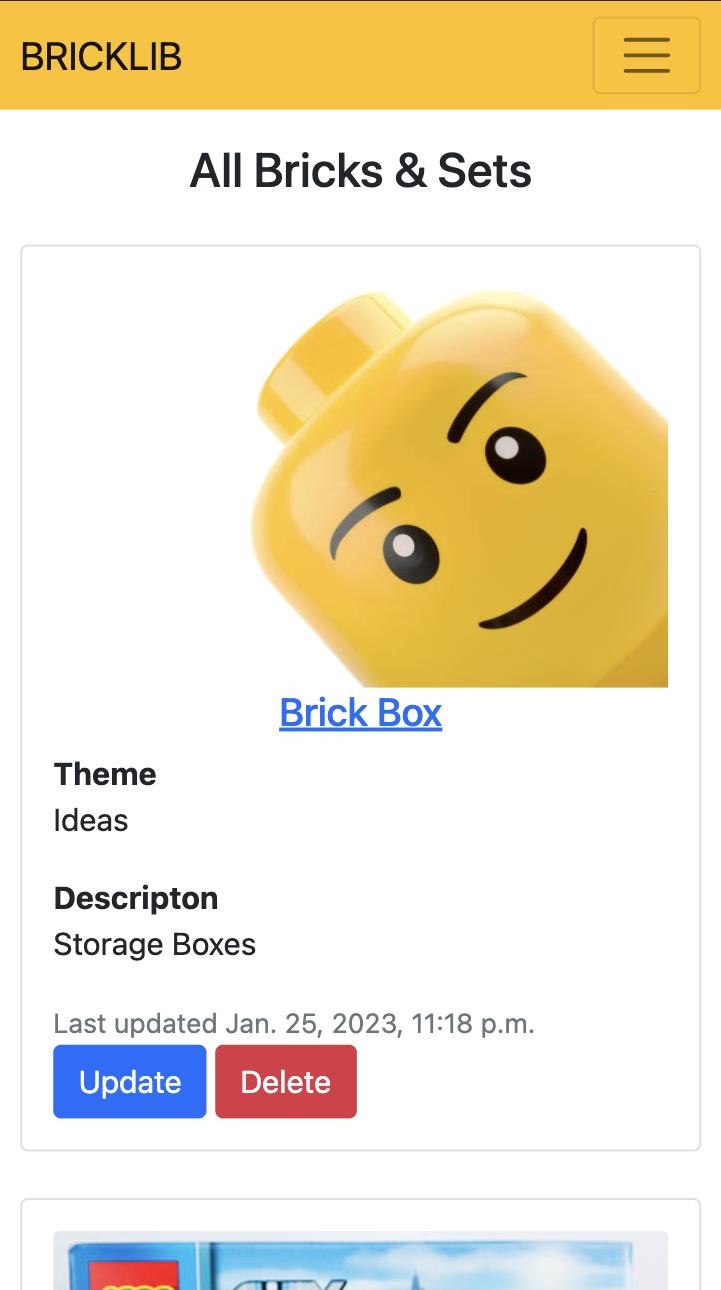 BRICKLIB
All Bricks & Sets
Brick Box
Theme
Ideas
Descripton
Storage Boxes
Last updated Jan. 25, 2023, 11:18 p.m.
Update Delete